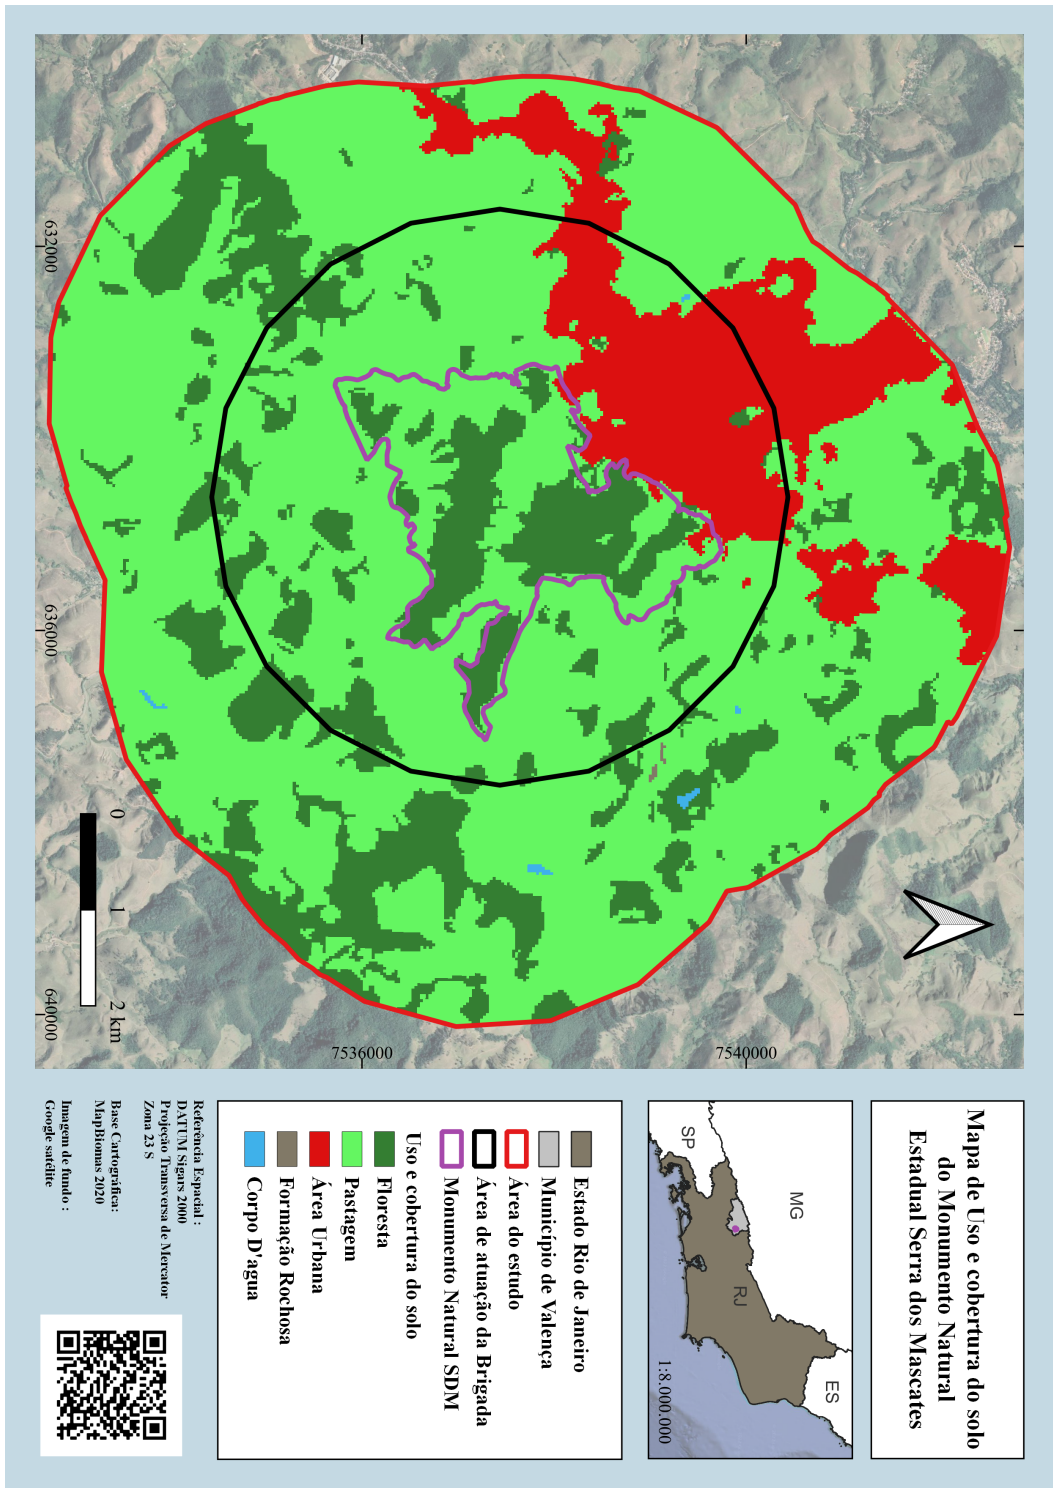 Mapa de Uso e cobertura do solo
do Monumento Natural
Estadual Serra dos Mascates
MG
ES
SP
RJ
1:8.000.000
Estado Rio de Janeiro
Município de Valença
Área do estudo
Área de atuação da Brigada
Monumento Natural SDM
Uso e cobertura do solo
Floresta
Pastagem
Área Urbana
Formação Rochosa
Corpo D'agua
Referência Espacial :
DATUM Sigars 2000
Projeção Transversa de Mercator
Zona 23 S
Base Cartográfica:
MapBiomas 2020
Imagem de fundo :
Google satélite
7540000
7536000
632000
636000
640000
0
1
2 km